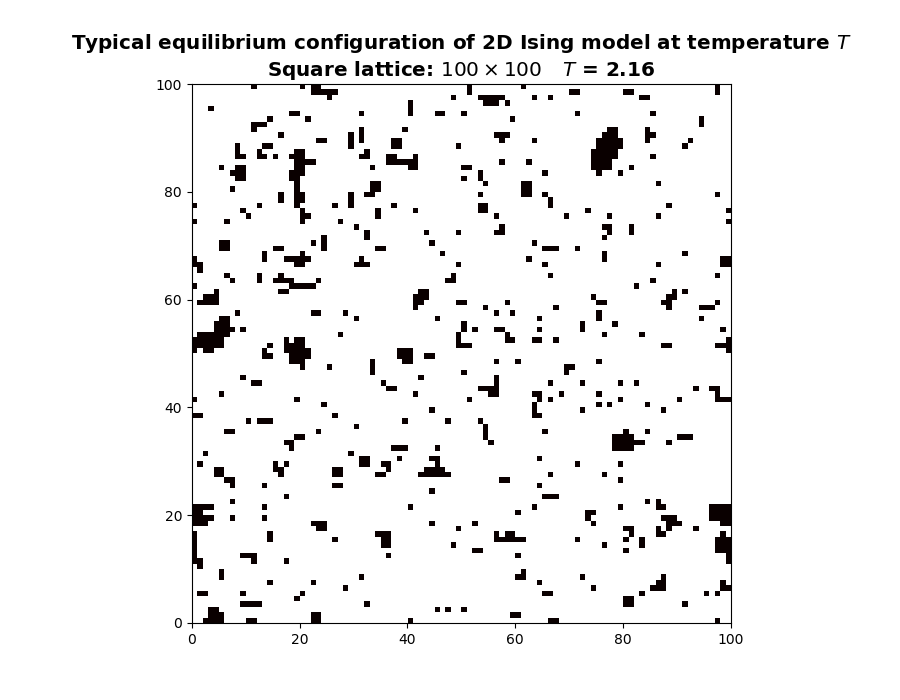 Typical equilibrium configuration of 2D Ising model at temperature T
Square lattice: 100 × 100 T = 2.16
100
80
60
40
20
0
0 20 40 60 80 100